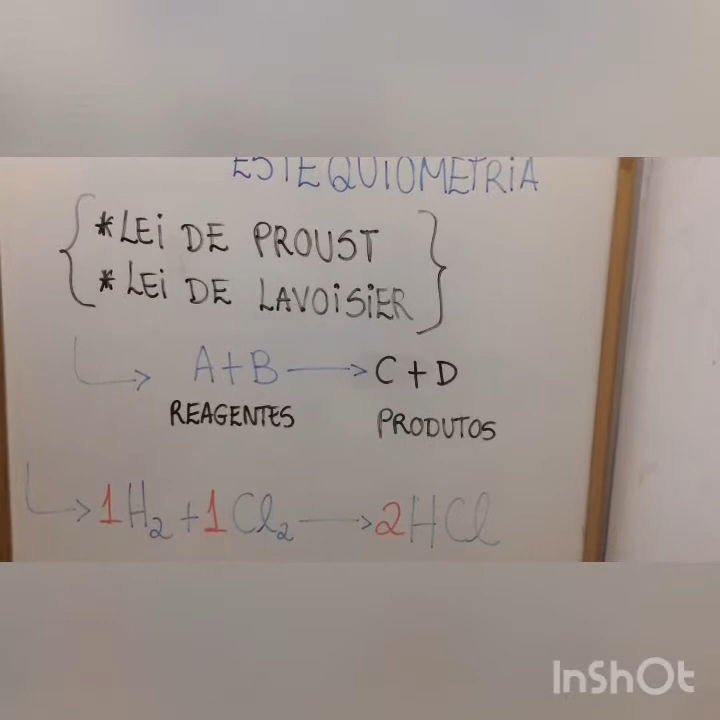 ESTEQUIOMETRiA
*LEi DE PROUST
*LEi DE LAVOiSiER
A+B → C+D
REAGENTES PRODUTOS
1H₂+1Cl₂ → 2HCl
InShOt